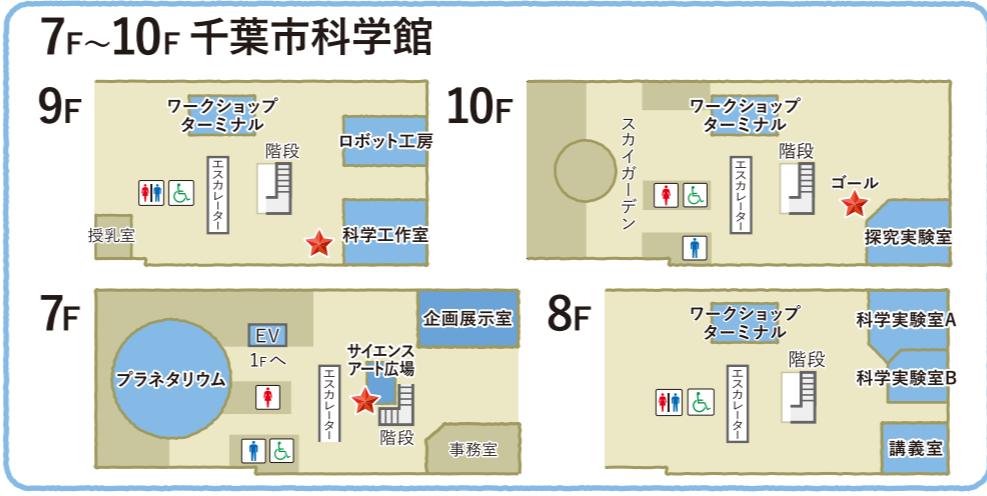 7F～10F 千葉市科学館
9F
ワークショップ
ターミナル
ロボット工房
階段
エスカレーター
授乳室
科学工作室
10F
ワークショップ
ターミナル
スカイガーデン
階段
エスカレーター
ゴール
探究実験室
7F
企画展示室
EV
1Fへ
サイエンス
アート広場
プラネタリウム
エスカレーター
階段
事務室
8F
ワークショップ
ターミナル
科学実験室A
階段
科学実験室B
エスカレーター
講義室